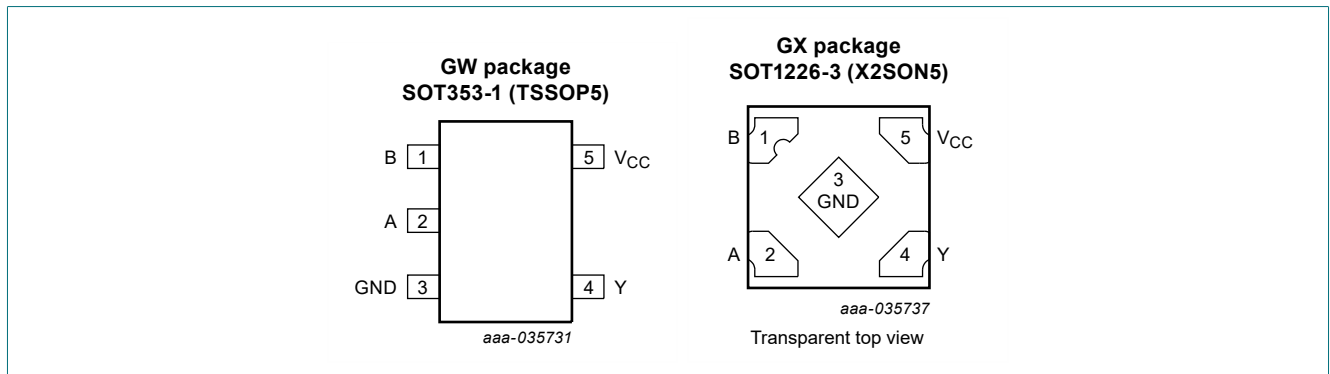 GW package
SOT353-1 (TSSOP5)
B 1
5 VCC
A 2
GND 3
4 Y
aaa-035731
GX package
SOT1226-3 (X2SON5)
B 1
5 VCC
3
GND
A 2
4 Y
aaa-035737
Transparent top view